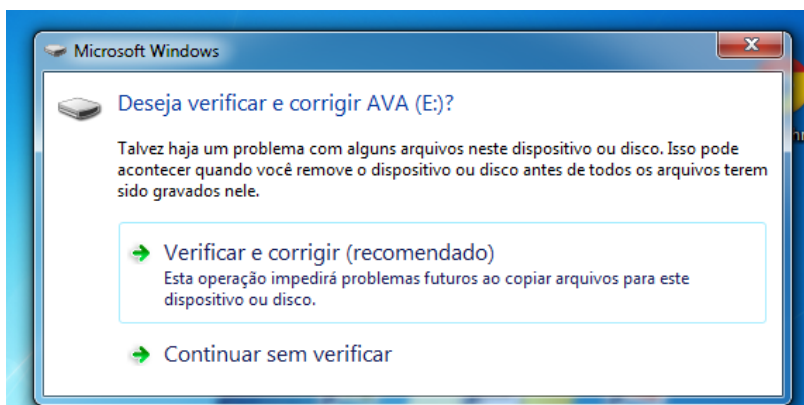 Microsoft Windows
Deseja verificar e corrigir AVA (E:)?
Talvez haja um problema com alguns arquivos neste dispositivo ou disco. Isso pode
acontecer quando você remove o dispositivo ou disco antes de todos os arquivos terem
sido gravados nele.
Verificar e corrigir (recomendado)
Esta operação impedirá problemas futuros ao copiar arquivos para este
dispositivo ou disco.
Continuar sem verificar